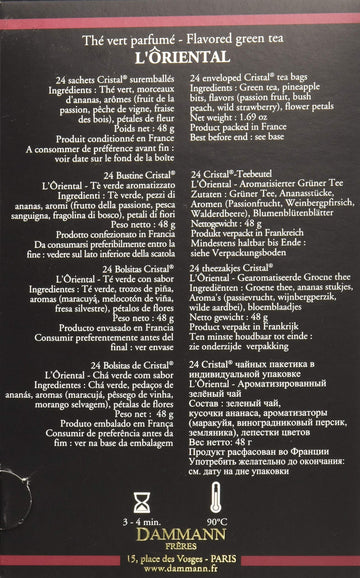 Thé vert parfumé - Flavored green tea
L'ÔRIENTAL
24 sachets Cristal® suremballés
Ingrédients : Thé vert, morceaux
d'ananas, arômes (fruit de la
passion, pêche de vigne, fraise
des bois), pétales de fleur
Poids net : 48 g
Produit conditionné en France
A consommer de préférence avant fin :
voir date sur le fond de la boîte
24 enveloped Cristal® tea bags
Ingredients : Green tea, pineapple
bits, flavors (passion fruit, bush
peach, wild strawberry), flower petals
Net weight : 1.69 oz
Product packed in France
Best before end : see base
24 Bustine Cristal®
L'Ôriental - Tè verde aromatizzato
Ingredienti : Tè verde, pezzi di
ananas, aromi (frutto della passione, pesca
sanguigna, fragolina di bosco), petali di fiori
Peso netto : 48 g
Prodotto confezionato in Francia
Da consumarsi preferibilmente entro la
fine : vedere sul lato inferiore della scatola
24 Cristal®-Teebeutel
L'Ôriental - Aromatisierter Grüner Tee
Zutaten : Grüner Tee, Ananasstücke,
Aromen (Passionfrucht, Weinbergpfirsich,
Walderdbeere), Blumenblütenblätter
Nettogewicht : 48 g
Produkt verpackt in Frankreich
Mindestens haltbar bis Ende :
siehe Verpackungsboden
24 Bolsitas Cristal®
L'Ôriental - Té verde con sabor
Ingredientes : Té verde, trozos de piña,
aromas (maracuyá, melocotón de viña,
fresa silvestre), pétalos de flores
Peso neto : 48 g
Producto envasado en Francia
Consumir preferentemente antes del
final : ver envase
24 theezakjes Cristal®
L'Ôriental - Gearomatiseerde Groene thee
Ingrediënten : Groene thee, ananas stukjes,
Aroma's (passievrucht, wijnbergperzik,
wilde aardbei), bloemblaadjes
Netto gewicht : 48 g
Product verpakt in Frankrijk
Ten minste houdbaar tot einde :
zie onderzijde verpakking
24 Bolsitas de Cristal®
L'Ôriental - Chá verde com sabor
Ingredientes : Chá verde, pedaços de
ananás, aromas (maracujá, pêssego de vinha,
morango selvagem), pétalas de flores
Peso net : 48 g
Produto embalado em França
Consumir de preferência antes do
fim : ver na base da embalagem
24 Cristal® чайных пакетика в
индивидуальной упаковке
L'Ôriental - Ароматизированный
зелёный чай
Состав : зеленый чай,
кусочки ананаса, ароматизаторы
(маракуйя, виноградниковый персик,
земляника), лепестки цветов
Вес нетто: 48 г
Продукт расфасован во Франции
Употребить желательно до окончания:
см. дату на дне упаковки
3 - 4 min.
90°C
DAMMANN
FRÈRES
15, place des Vosges - PARIS
www.dammann.fr